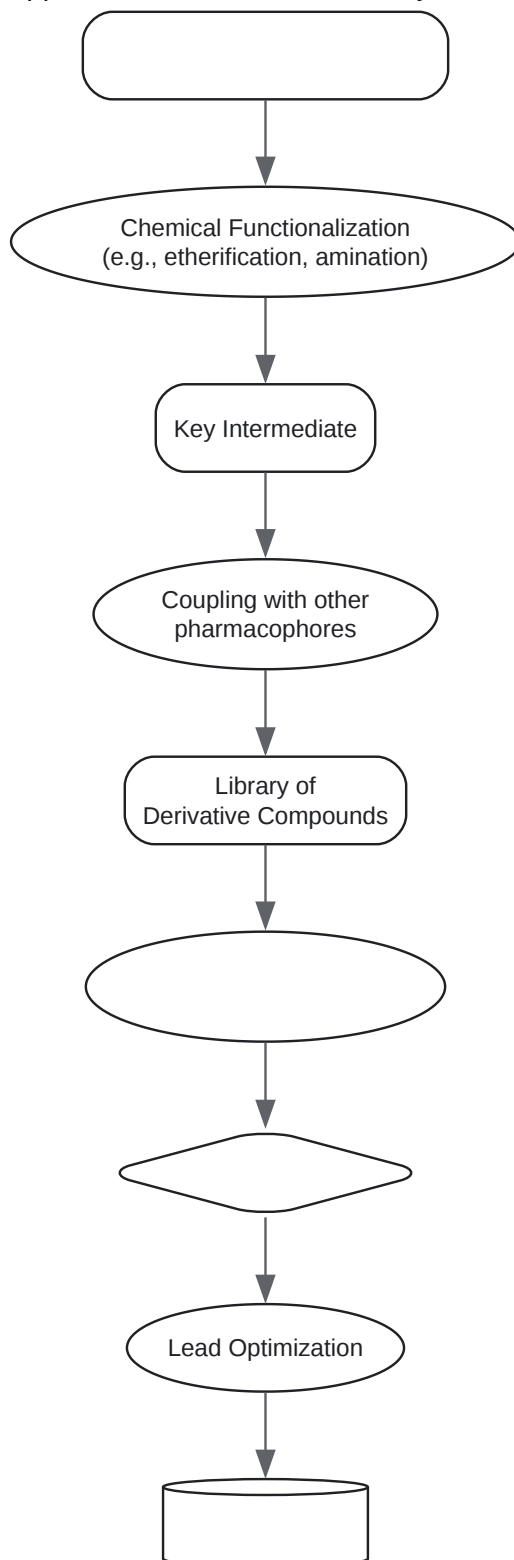 Chemical Functionalization
(e.g., etherification, amination)
Key Intermediate
Coupling with other
pharmacophores
Library of
Derivative Compounds
Lead Optimization